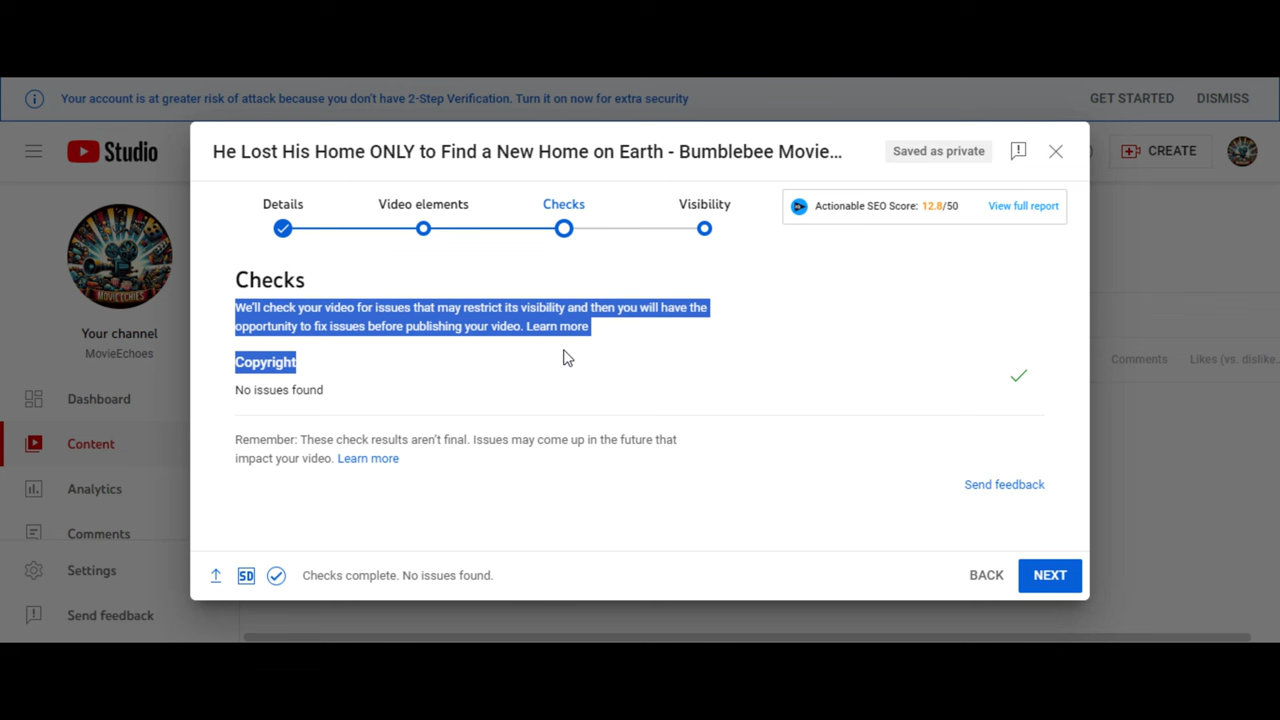 Your account is at greater risk of attack because you don't have 2-Step Verification. Turn it on now for extra security
GET STARTED
DISMISS
Studio
CREATE
He Lost His Home ONLY to Find a New Home on Earth - Bumblebee Movie...
Saved as private
Details
Video elements
Checks
Visibility
Actionable SEO Score: 12.8/50
View full report
MOVIECHIES
Your channel
MovieEchoes
Dashboard
Content
Analytics
Comments
Settings
Send feedback
Checks
We'll check your video for issues that may restrict its visibility and then you will have the
opportunity to fix issues before publishing your video. Learn more
Copyright
No issues found
Remember: These check results aren't final. Issues may come up in the future that
impact your video. Learn more
Send feedback
Comments
Likes (vs. dislike...
SD
Checks complete. No issues found.
BACK
NEXT